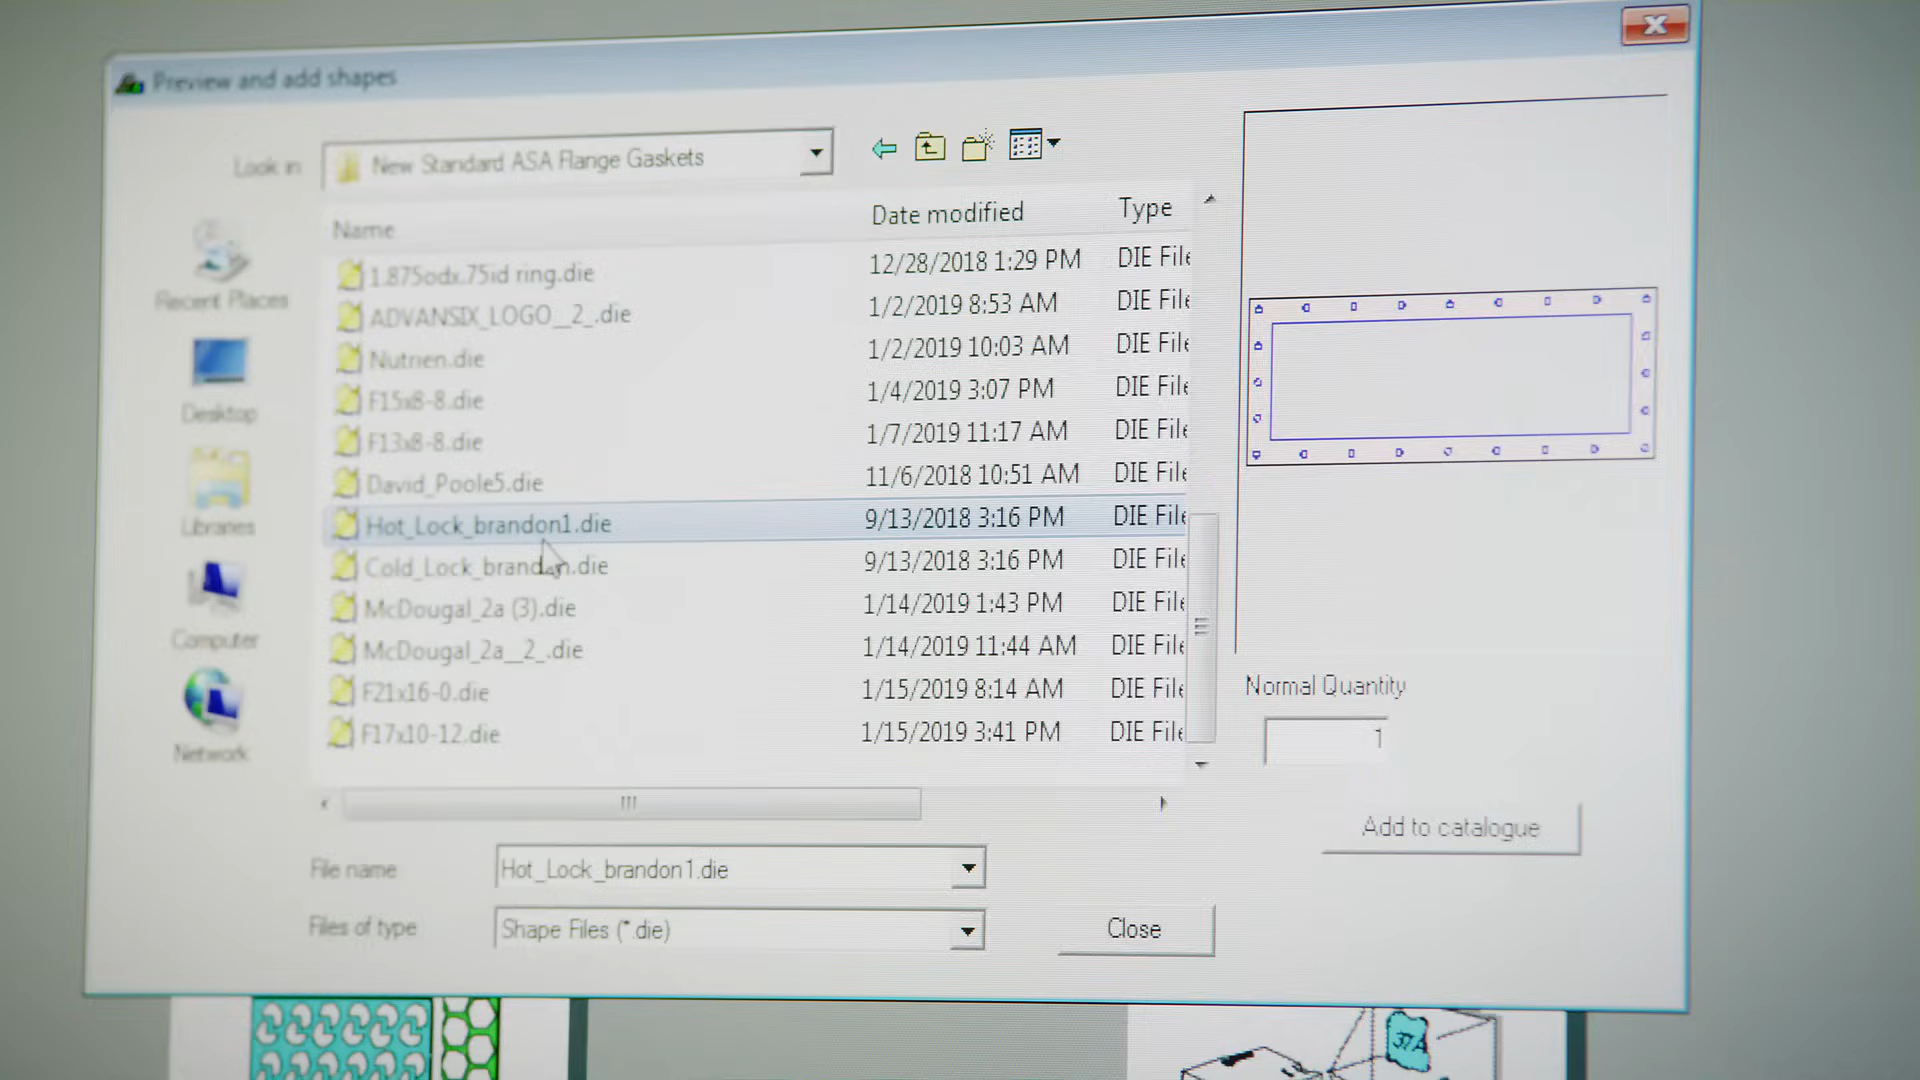 Preview and add shapes
Look in
New Standard ASA Flange Gaskets
Name Date modified Type
1.875odx.75id ring.die 12/28/2018 1:29 PM DIE File
ADVANSIX_LOGO__2_.die 1/2/2019 8:53 AM DIE File
Nutrien.die 1/2/2019 10:03 AM DIE File
F15x8-8.die 1/4/2019 3:07 PM DIE File
F13x8-8.die 1/7/2019 11:17 AM DIE File
David_Poole5.die 11/6/2018 10:51 AM DIE File
Hot_Lock_brandon1.die 9/13/2018 3:16 PM DIE File
Cold_Lock_brandon.die 9/13/2018 3:16 PM DIE File
McDougal_2a (3).die 1/14/2019 1:43 PM DIE File
McDougal_2a__2_.die 1/14/2019 11:44 AM DIE File
F21x16-0.die 1/15/2019 8:14 AM DIE File
F17x10-12.die 1/15/2019 3:41 PM DIE File
Recent Places
Desktop
Libraries
Computer
Network
Normal Quantity
1
Add to catalogue
File name
Hot_Lock_brandon1.die
Files of type
Shape Files (*.die)
Close
37A